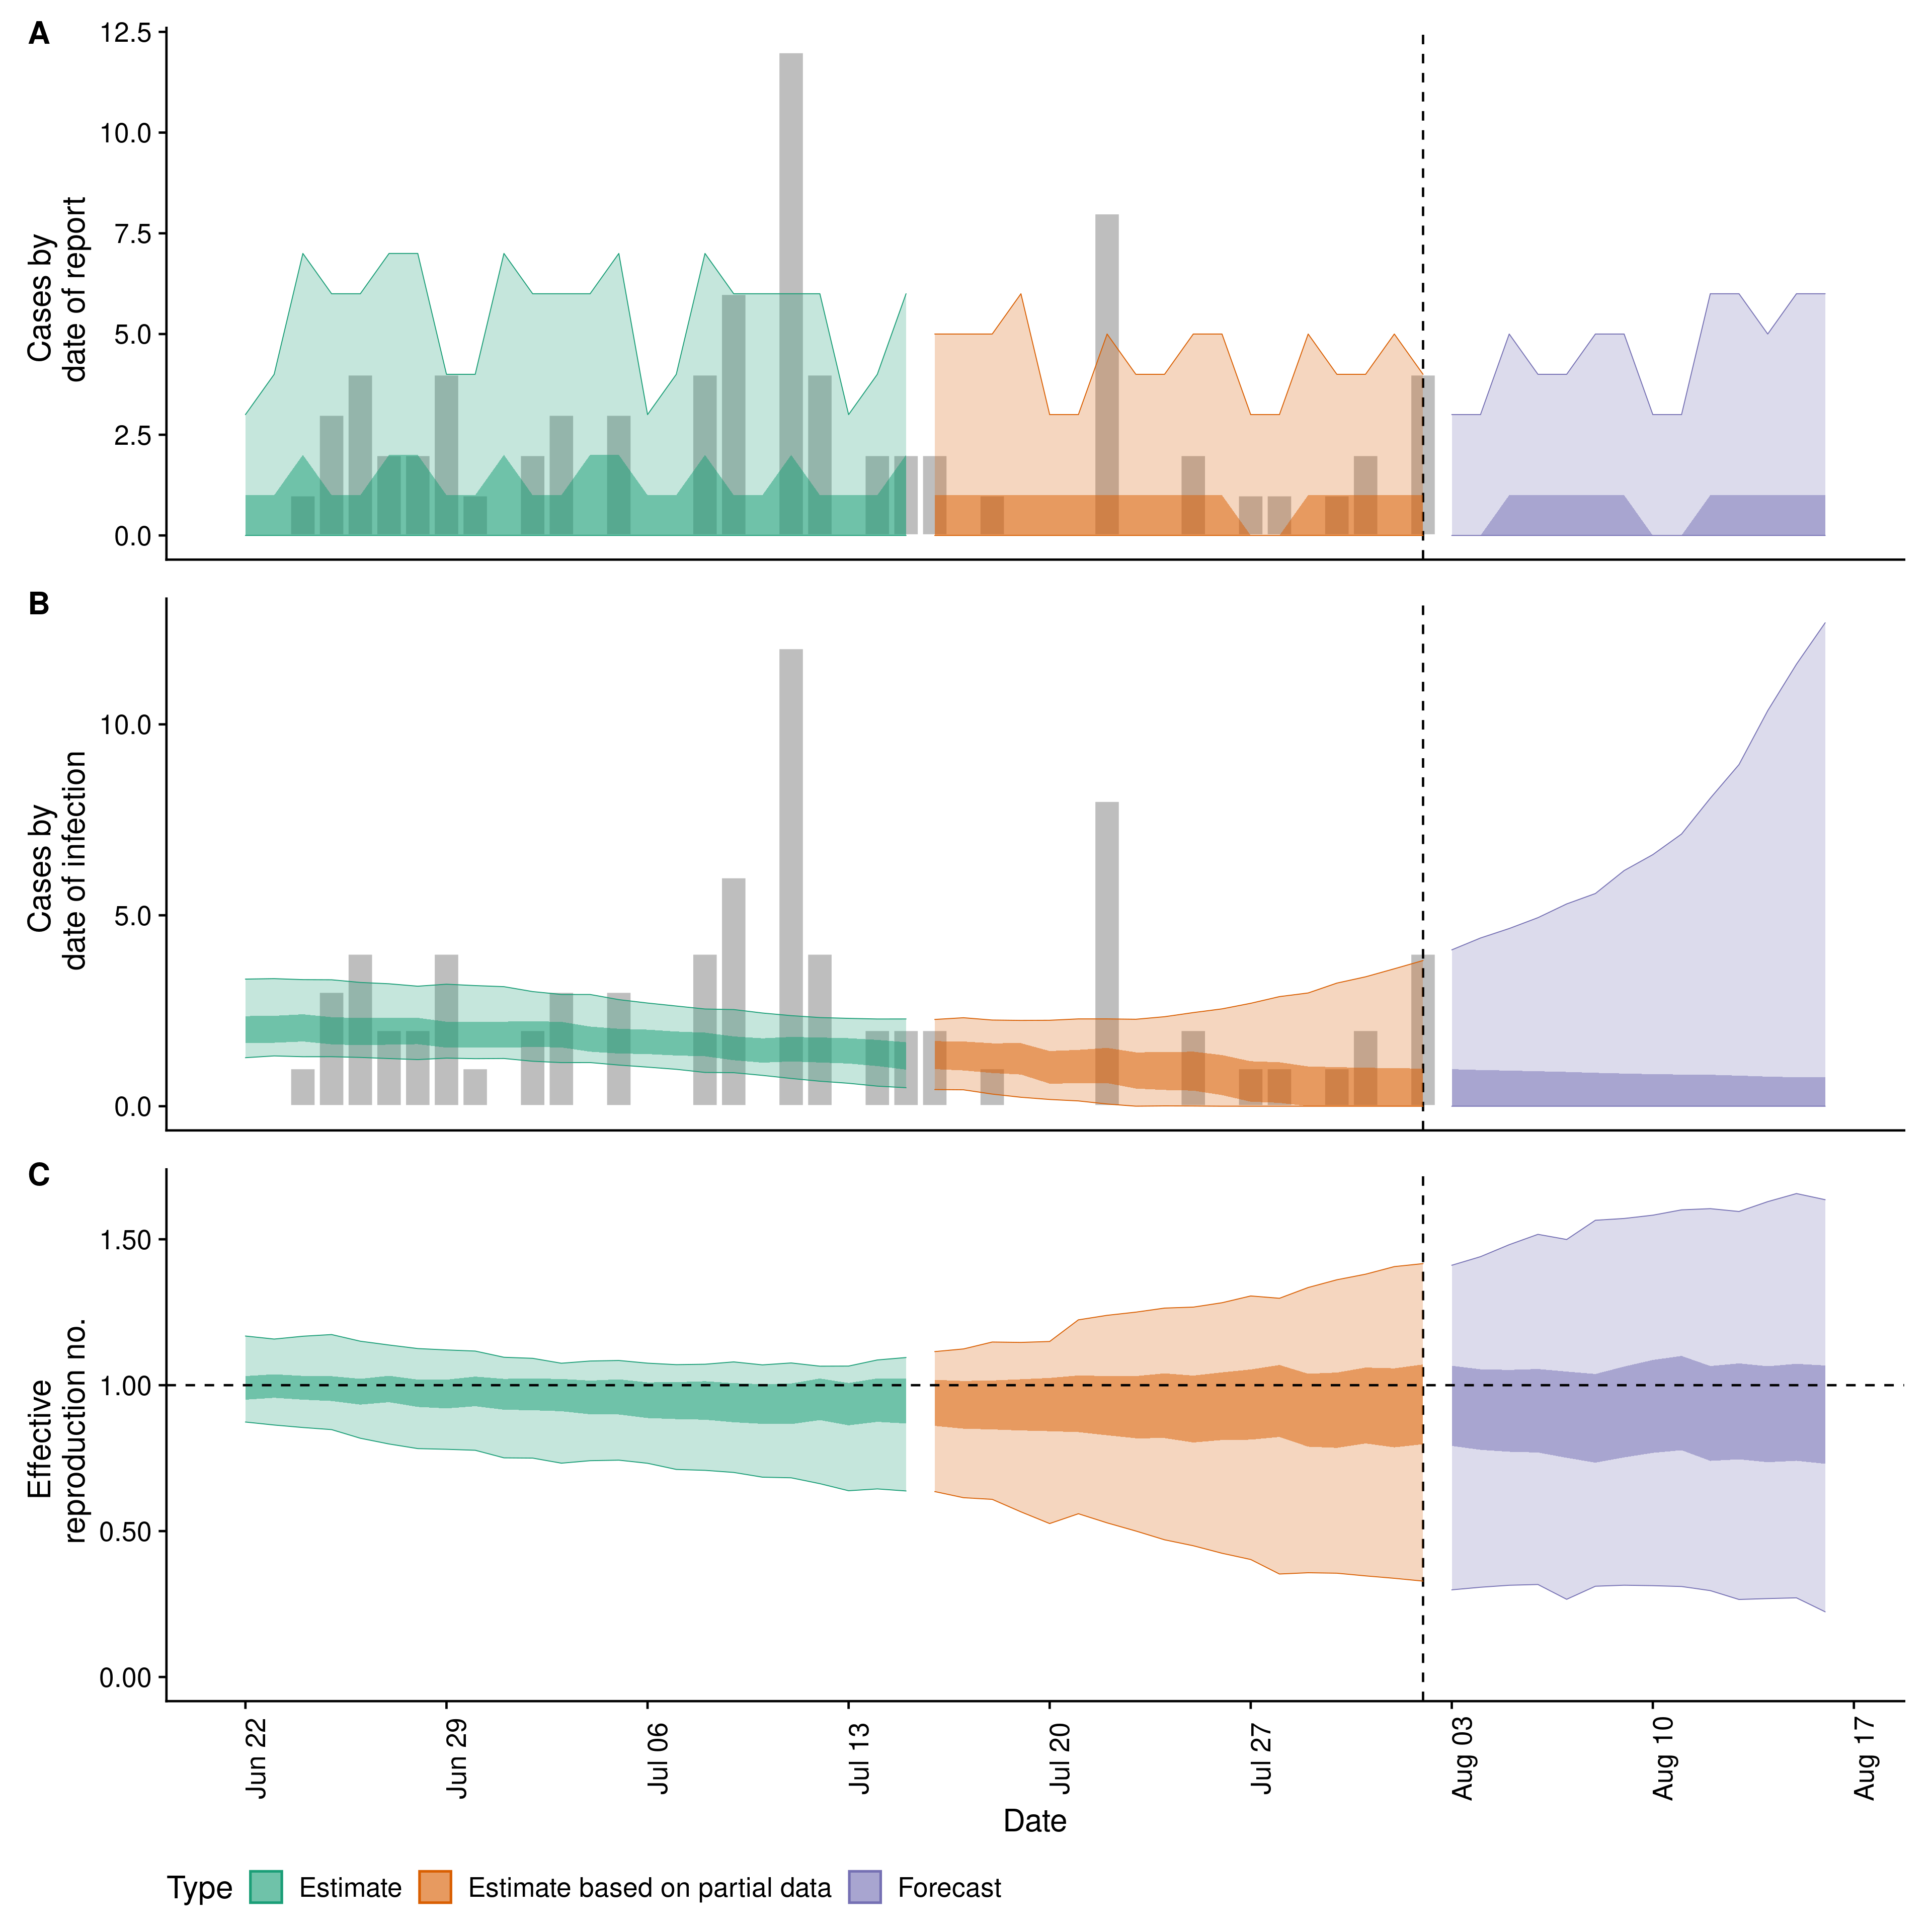 A
12.5
10.0
7.5
5.0
2.5
0.0
Cases by
date of report
B
10.0
5.0
0.0
Cases by
date of infection
C
1.50
1.00
0.50
0.00
Effective
reproduction no.
Jun 22
Jun 29
Jul 06
Jul 13
Jul 20
Jul 27
Aug 03
Aug 10
Aug 17
Date
Type Estimate Estimate based on partial data Forecast